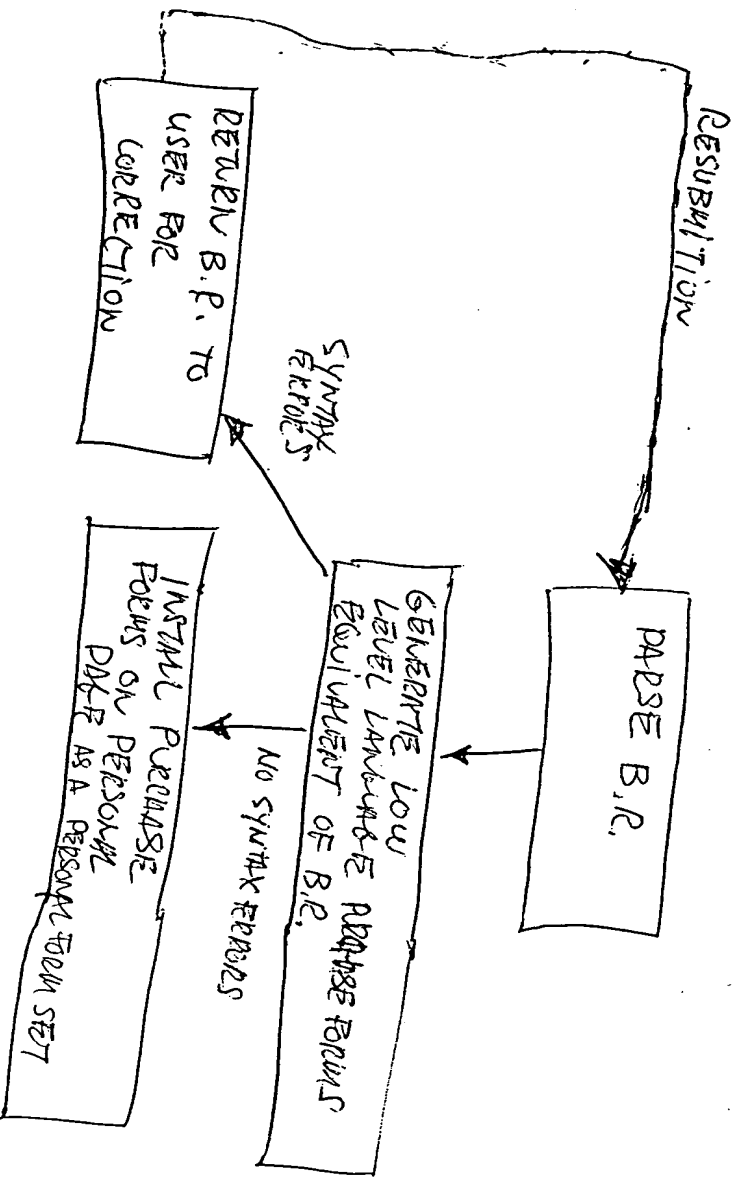 RESUBMITION
PARSE B.R.
GENERATE LOW
LEVEL LANGUAGE PURCHASE FORMS
EQUIVALENT OF B.R.
SYNTAX
ERRORS
NO SYNTAX ERRORS
RETURN B.R. TO
USER FOR
CORRECTION
INSTALL PURCHASE
FORMS ON PERSONAL
PAGE AS A PERSONAL FORM SET